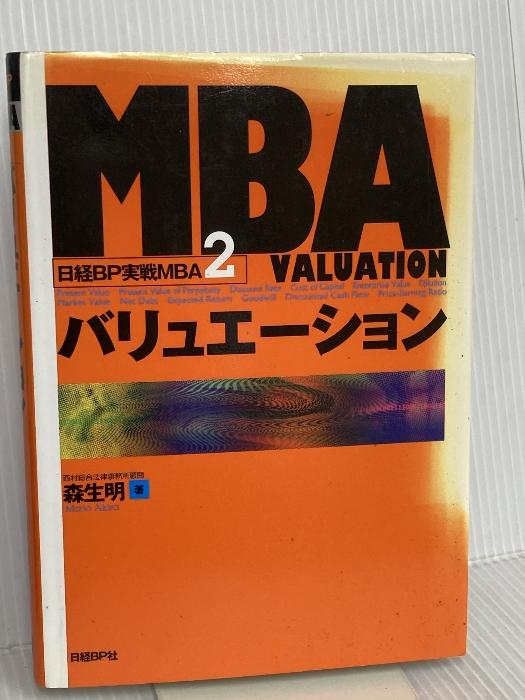 MBA
日経BP実戦MBA 2
VALUATION
Present Value Present Value of Perpetuity Discount Rate Cost of Capital Enterprise Value Dilution
Market Value Net Debt Expected Return Goodwill Discounted Cash Flow Price-Earning Ratio
バリュエーション
西村総合法律事務所顧問
森生明 著
Morio Akira
日経BP社